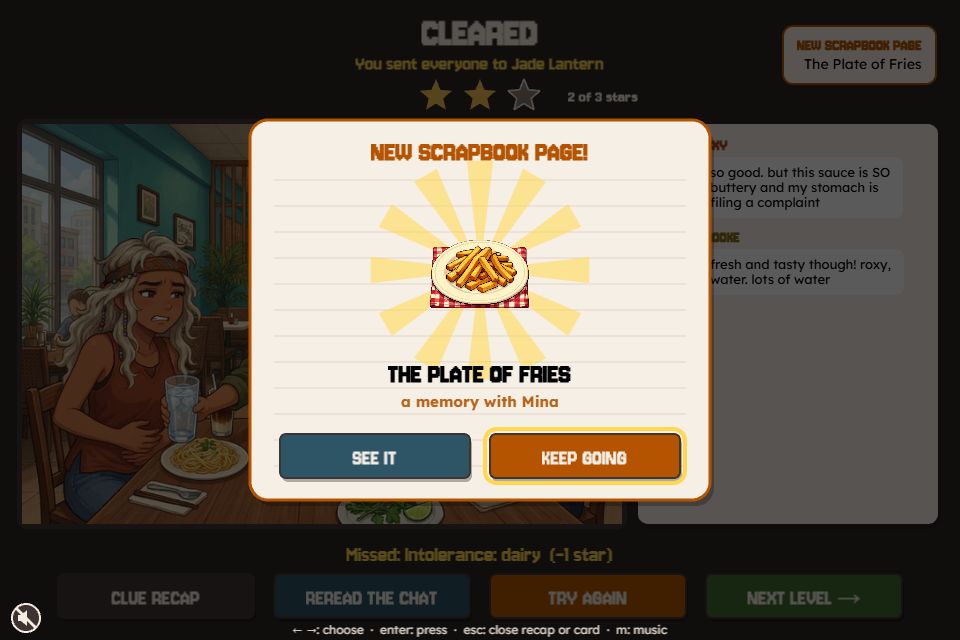 CLEARED
You sent everyone to Jade Lantern
2 of 3 stars
NEW SCRAPBOOK PAGE
The Plate of Fries
so good. but this sauce is SO
buttery and my stomach is
filing a complaint
fresh and tasty though! roxy,
water. lots of water
NEW SCRAPBOOK PAGE!
THE PLATE OF FRIES
a memory with Mina
SEE IT
KEEP GOING
Missed: Intolerance: dairy (-1 star)
CLUE RECAP
REREAD THE CHAT
TRY AGAIN
NEXT LEVEL →
← →: choose · enter: press · esc: close recap or card · m: music